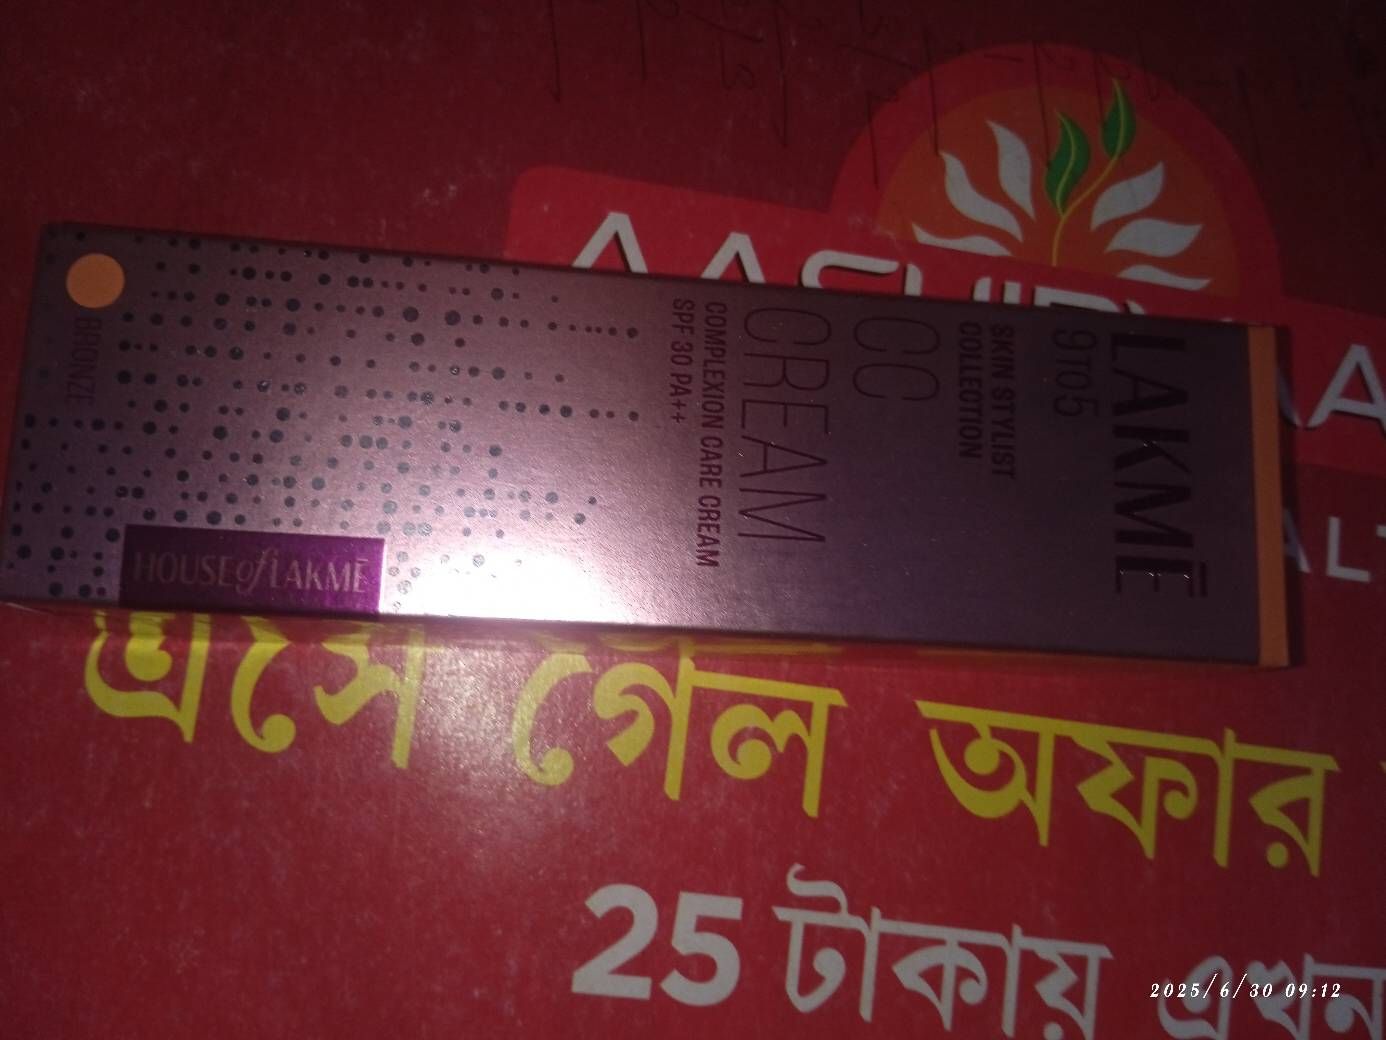 LAKMĒ
9TO5
SKIN STYLIST
COLLECTION
CC
CREAM
COMPLEXION CARE CREAM
SPF 30 PA++
BRONZE
HOUSE of LAKMĒ
এসে গেল অফার
25 টাকায় এখন
2025/6/30 09:12